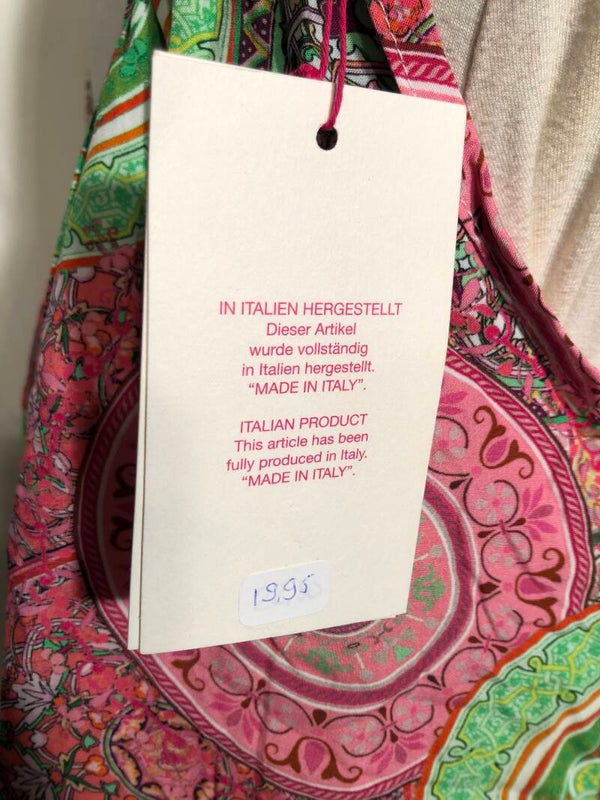 IN ITALIEN HERGESTELLT
Dieser Artikel
wurde vollständig
in Italien hergestellt.
“MADE IN ITALY”.
ITALIAN PRODUCT
This article has been
fully produced in Italy.
“MADE IN ITALY”.
19,95